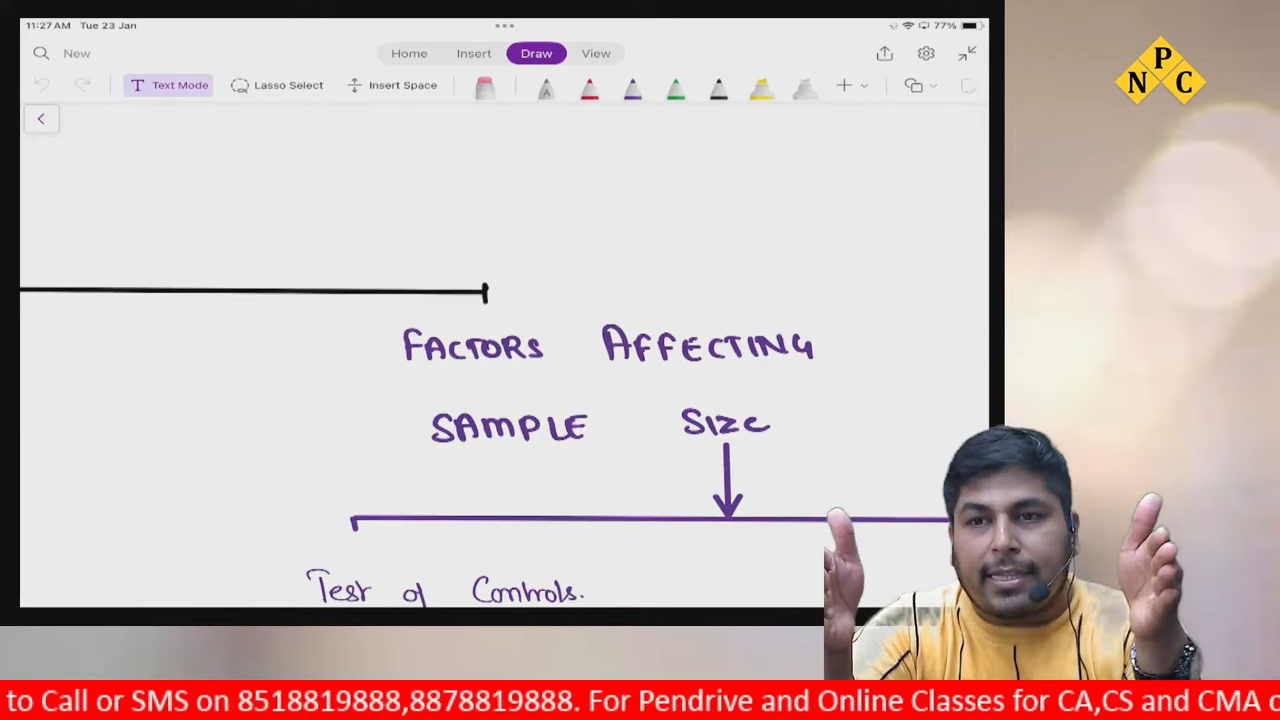 11:27 AM Tue 23 Jan
77%
New
Home Insert Draw View
Text Mode Lasso Select Insert Space
N P C
FACTORS AFFECTING
SAMPLE SIZE
Test of Controls.
to Call or SMS on 8518819888,8878819888. For Pendrive and Online Classes for CA,CS and CMA